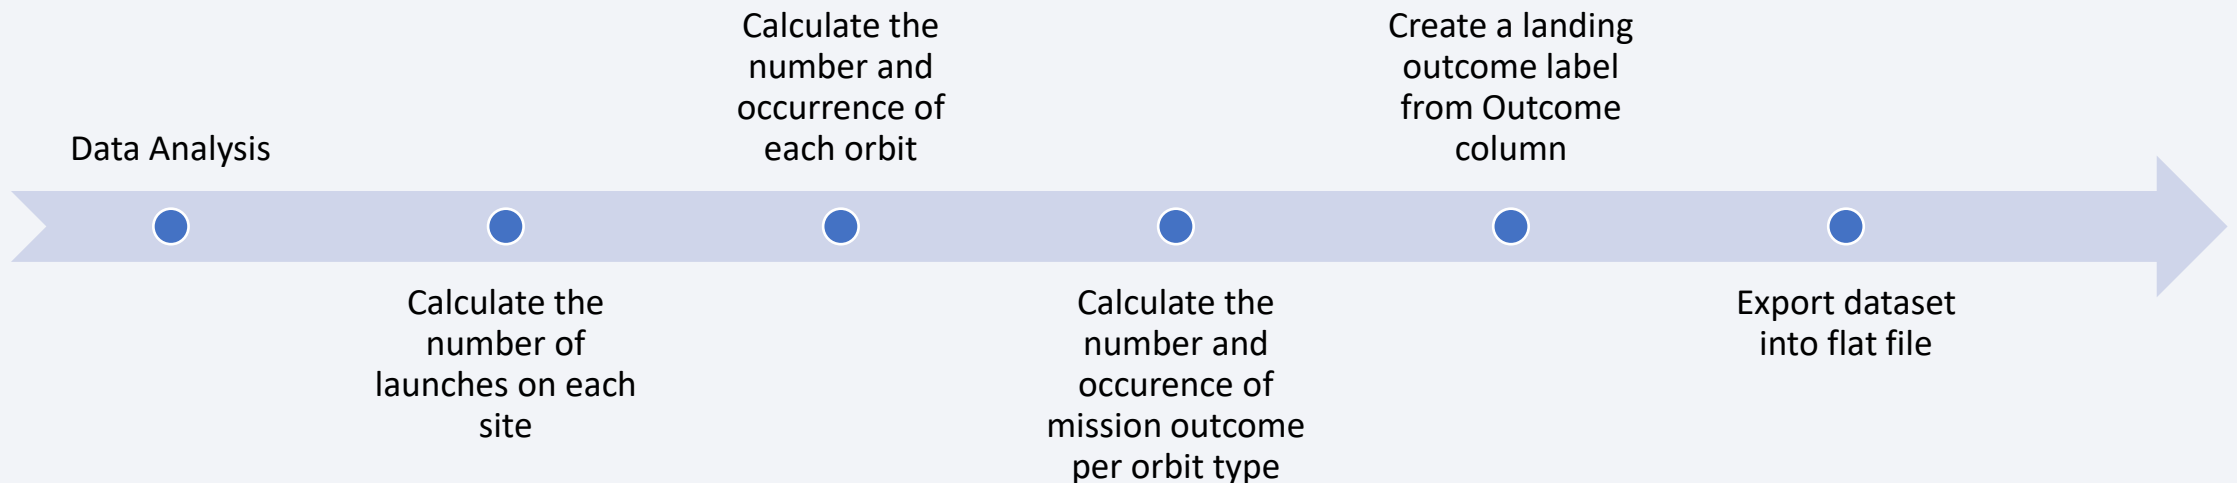 Data Analysis
Calculate the
number of
launches on each
site
Calculate the
number and
occurrence of
each orbit
Calculate the
number and
occurence of
mission outcome
per orbit type
Create a landing
outcome label
from Outcome
column
Export dataset
into flat file